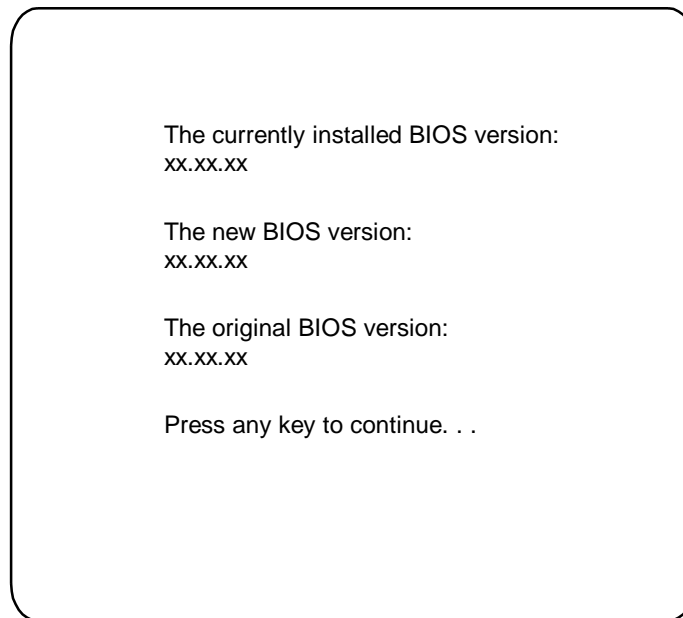 The currently installed BIOS version:
xx.xx.xx
The new BIOS version:
xx.xx.xx
The original BIOS version:
xx.xx.xx
Press any key to continue. . .